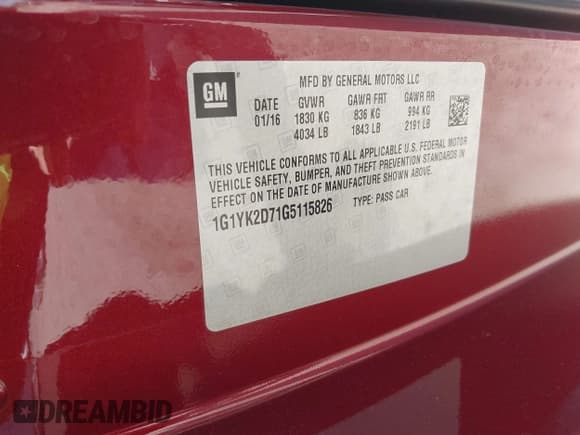 GM
MFD BY GENERAL MOTORS LLC
DATE GVWR GAWR FRT GAWR RR
01/16 1830 KG 836 KG 994 KG
4034 LB 1843 LB 2191 LB
THIS VEHICLE CONFORMS TO ALL APPLICABLE U.S. FEDERAL MOTOR
VEHICLE SAFETY, BUMPER, AND THEFT PREVENTION STANDARDS IN
EFFECT ON THE DATE OF MANUFACTURE SHOWN ABOVE.
1G1YK2D71G5115826 TYPE: PASS CAR
DREAMBID